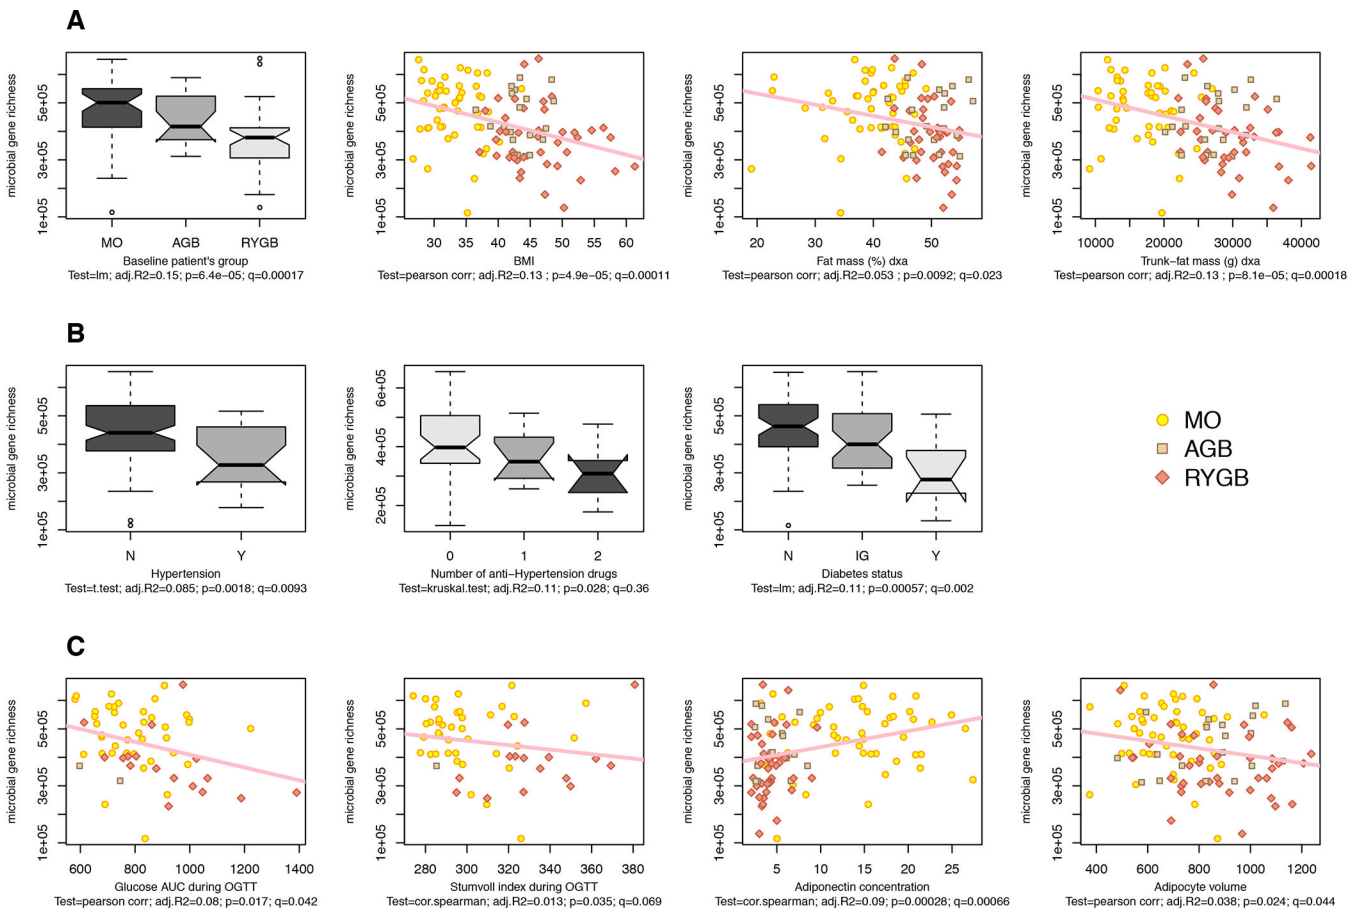 A
microbial gene richness
1e+05 3e+05 5e+05
MO AGB RYGB
Baseline patient's group
Test=lm; adj.R2=0.15; p=6.4e−05; q=0.00017
microbial gene richness
1e+05 3e+05 5e+05
30 35 40 45 50 55 60
BMI
Test=pearson corr; adj.R2=0.13 ; p=4.9e−05; q=0.00011
microbial gene richness
1e+05 3e+05 5e+05
20 30 40 50
Fat mass (%) dxa
Test=pearson corr; adj.R2=0.053 ; p=0.0092; q=0.023
microbial gene richness
1e+05 3e+05 5e+05
10000 20000 30000 40000
Trunk−fat mass (g) dxa
Test=pearson corr; adj.R2=0.13 ; p=8.1e−05; q=0.00018
B
microbial gene richness
1e+05 3e+05 5e+05
N Y
Hypertension
Test=t.test; adj.R2=0.085; p=0.0018; q=0.0093
microbial gene richness
2e+05 4e+05 6e+05
0 1 2
Number of anti−Hypertension drugs
Test=kruskal.test; adj.R2=0.11; p=0.028; q=0.36
microbial gene richness
1e+05 3e+05 5e+05
N IG Y
Diabetes status
Test=lm; adj.R2=0.11; p=0.00057; q=0.002
MO
AGB
RYGB
C
microbial gene richness
1e+05 3e+05 5e+05
600 800 1000 1200 1400
Glucose AUC during OGTT
Test=pearson corr; adj.R2=0.08; p=0.017; q=0.042
microbial gene richness
1e+05 3e+05 5e+05
280 300 320 340 360 380
Stumvoll index during OGTT
Test=cor.spearman; adj.R2=0.013; p=0.035; q=0.069
microbial gene richness
1e+05 3e+05 5e+05
5 10 15 20 25
Adiponectin concentration
Test=cor.spearman; adj.R2=0.09; p=0.00028; q=0.00066
microbial gene richness
1e+05 3e+05 5e+05
400 600 800 1000 1200
Adipocyte volume
Test=pearson corr; adj.R2=0.038; p=0.024; q=0.044